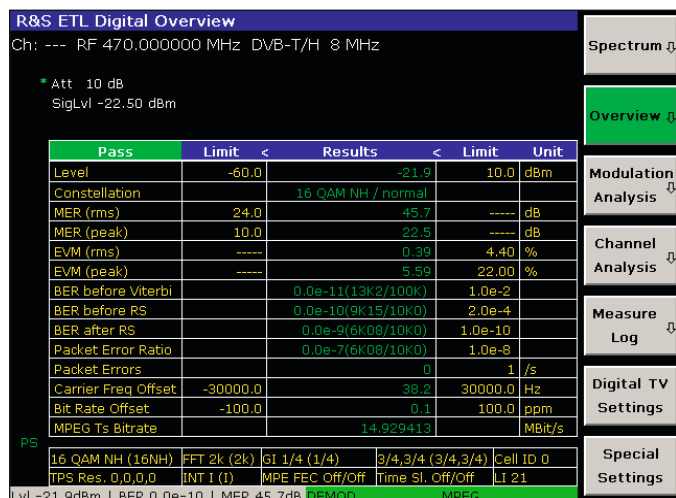 R&S ETL Digital Overview
Ch: --- RF 470.000000 MHz DVB-T/H 8 MHz
* Att 10 dB
SigLvl -22.50 dBm
Pass Limit < Results < Limit Unit
Level -60.0 -21.9 10.0 dBm
Constellation 16 QAM NH / normal
MER (rms) 24.0 45.7 ----- dB
MER (peak) 10.0 22.5 ----- dB
EVM (rms) ----- 0.39 4.40 %
EVM (peak) ----- 5.59 22.00 %
BER before Viterbi 0.0e-11(13K2/100K) 1.0e-2
BER before RS 0.0e-10(9K15/10K0) 2.0e-4
BER after RS 0.0e-9(6K08/10K0) 1.0e-10
Packet Error Ratio 0.0e-7(6K08/10K0) 1.0e-8
Packet Errors 0 1 /s
Carrier Freq Offset -30000.0 38.2 30000.0 Hz
Bit Rate Offset -100.0 0.1 100.0 ppm
MPEG Ts Bitrate 14.929413 MBit/s
PS
16 QAM NH (16NH) FFT 2k (2k) GI 1/4 (1/4) 3/4,3/4 (3/4,3/4) Cell ID 0
TPS Res. 0,0,0,0 INT I (I) MPE FEC Off/Off Time Sl. Off/Off LI 21
Lvl -21.9dBm | BER 0.0e-10 | MER 45.7dB DEMOD MPEG
Spectrum
Overview
Modulation
Analysis
Channel
Analysis
Measure
Log
Digital TV
Settings
Special
Settings